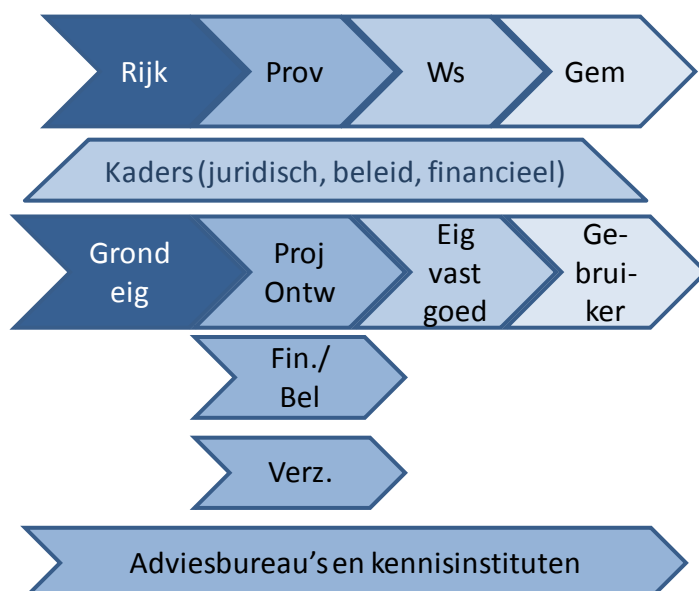 Rijk
Prov
Ws
Gem
Kaders (juridisch, beleid, financieel)
Grond
eig
Proj
Ontw
Eig
vast
goed
Ge-
brui-
ker
Fin./
Bel
Verz.
Adviesbureau's en kennisinstituten